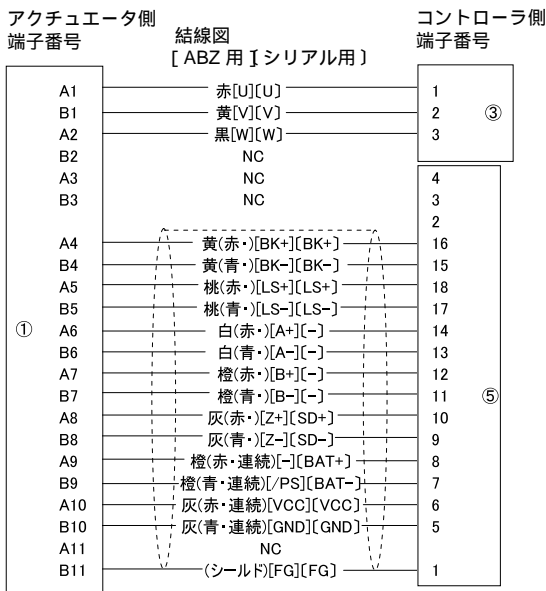 アクチュエータ側
端子番号
結線図
[ ABZ 用 ]〔シリアル用〕
コントローラ側
端子番号
A1 赤[U]〔U〕 1
B1 黄[V]〔V〕 2 ③
A2 黒[W]〔W〕 3
B2 NC
A3 NC 4
B3 NC 3
2
A4 黄(赤・)[BK+]〔BK+〕 16
B4 黄(青・)[BK-]〔BK-〕 15
A5 桃(赤・)[LS+]〔LS+〕 18
B5 桃(青・)[LS-]〔LS-〕 17
① A6 白(赤・)[A+]〔-〕 14
B6 白(青・)[A-]〔-〕 13
A7 橙(赤・)[B+]〔-〕 12
B7 橙(青・)[B-]〔-〕 11 ⑤
A8 灰(赤・)[Z+]〔SD+〕 10
B8 灰(青・)[Z-]〔SD-〕 9
A9 橙(赤・連続)[-]〔BAT+〕 8
B9 橙(青・連続)[/PS]〔BAT-〕 7
A10 灰(赤・連続)[VCC]〔VCC〕 6
B10 灰(青・連続)[GND]〔GND〕 5
A11 NC
B11 (シールド)[FG]〔FG〕 1